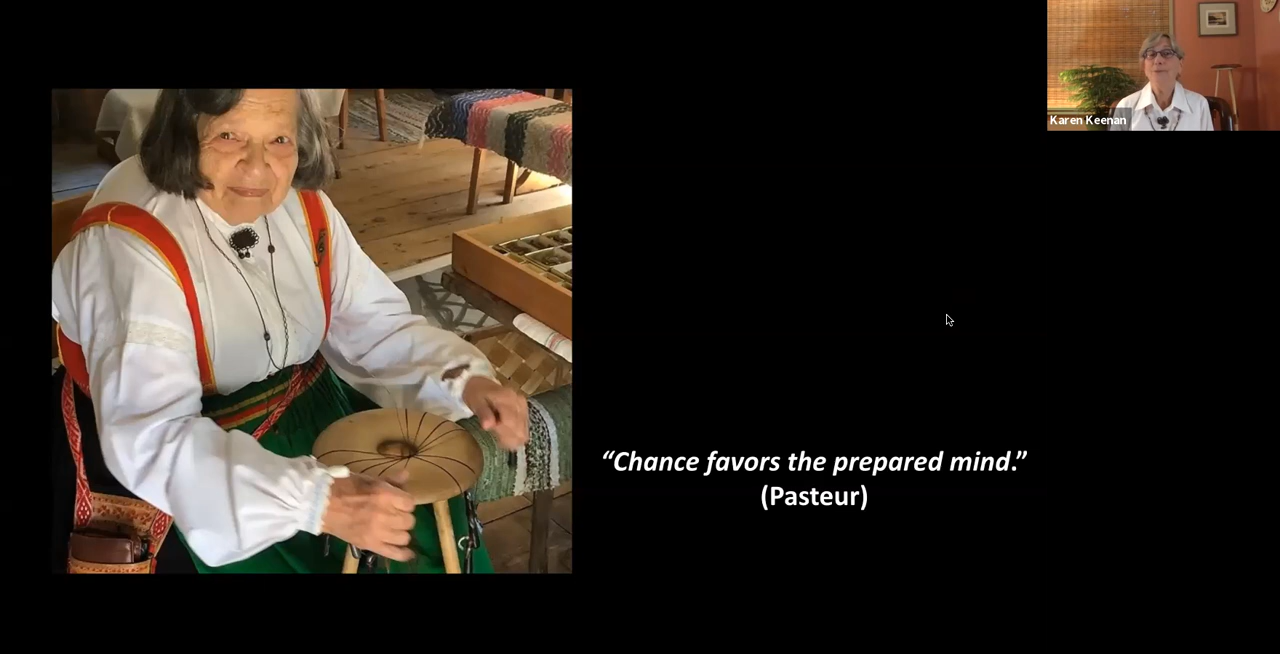 Karen Keenan
“Chance favors the prepared mind.”
(Pasteur)